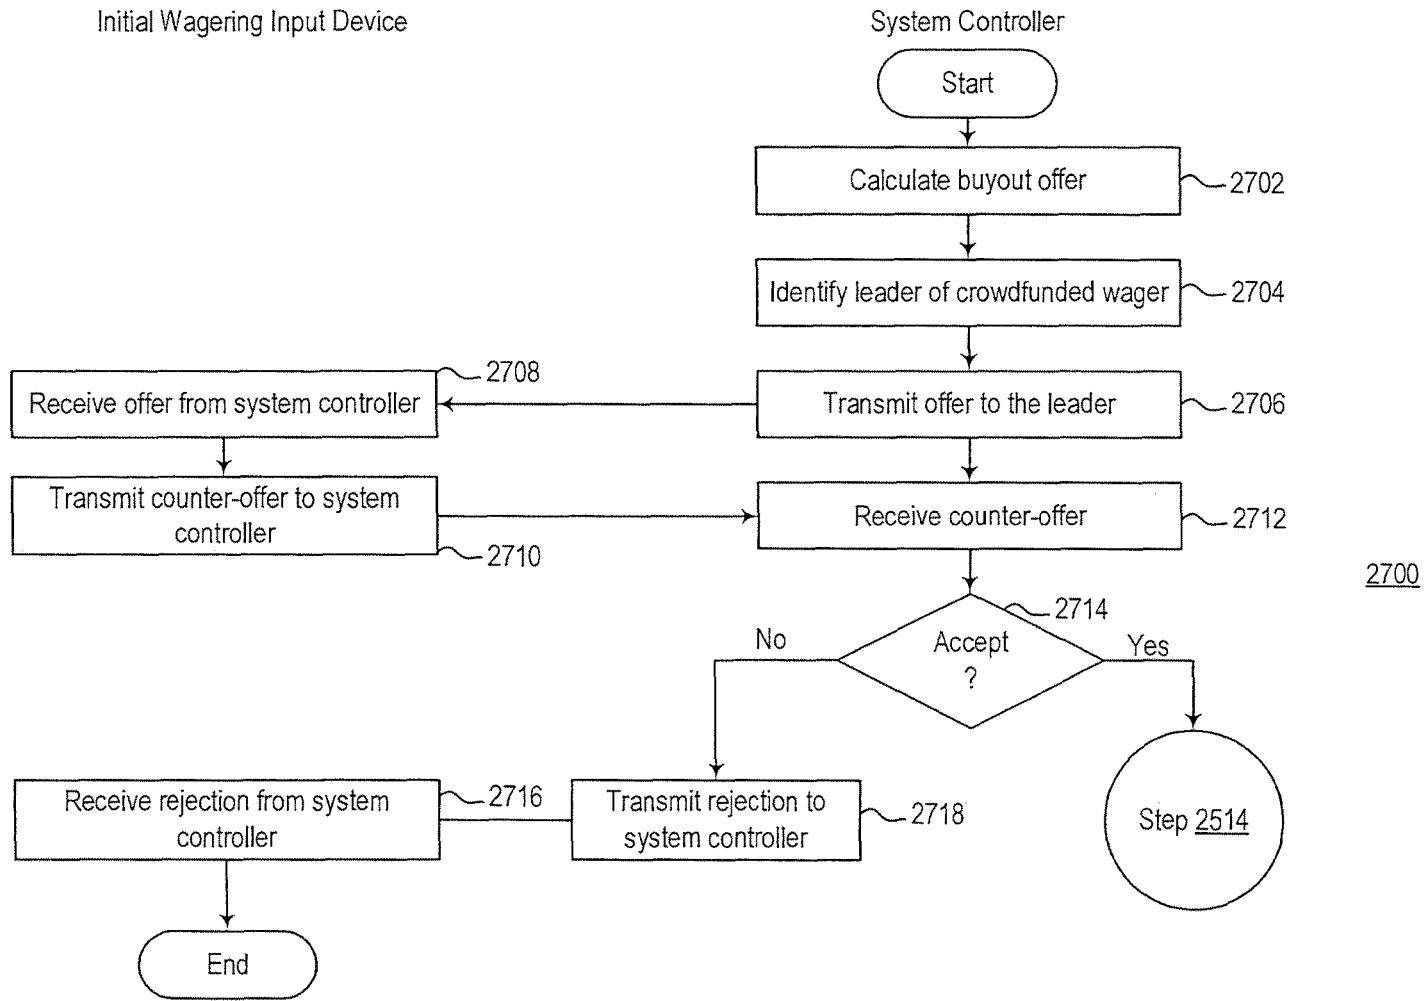 Initial Wagering Input Device
System Controller
Start
Calculate buyout offer
2702
Identify leader of crowdfunded wager
2704
2708
Receive offer from system controller
Transmit offer to the leader
2706
Transmit counter-offer to system
controller
2710
Receive counter-offer
2712
2700
2714
No
Accept
?
Yes
Receive rejection from system
controller
2716
Transmit rejection to
system controller
2718
Step 2514
End